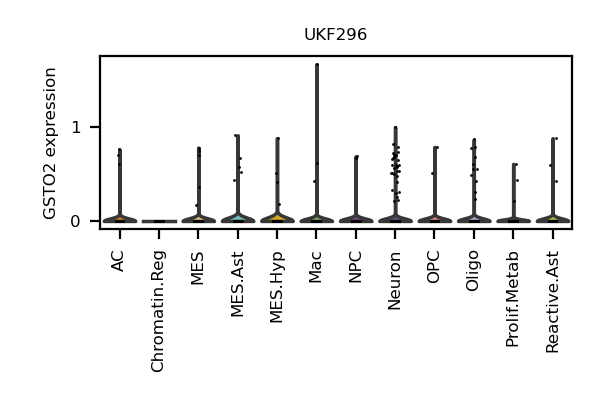 UKF296
GSTO2 expression
1
0
AC
Chromatin.Reg
MES
MES.Ast
MES.Hyp
Mac
NPC
Neuron
OPC
Oligo
Prolif.Metab
Reactive.Ast